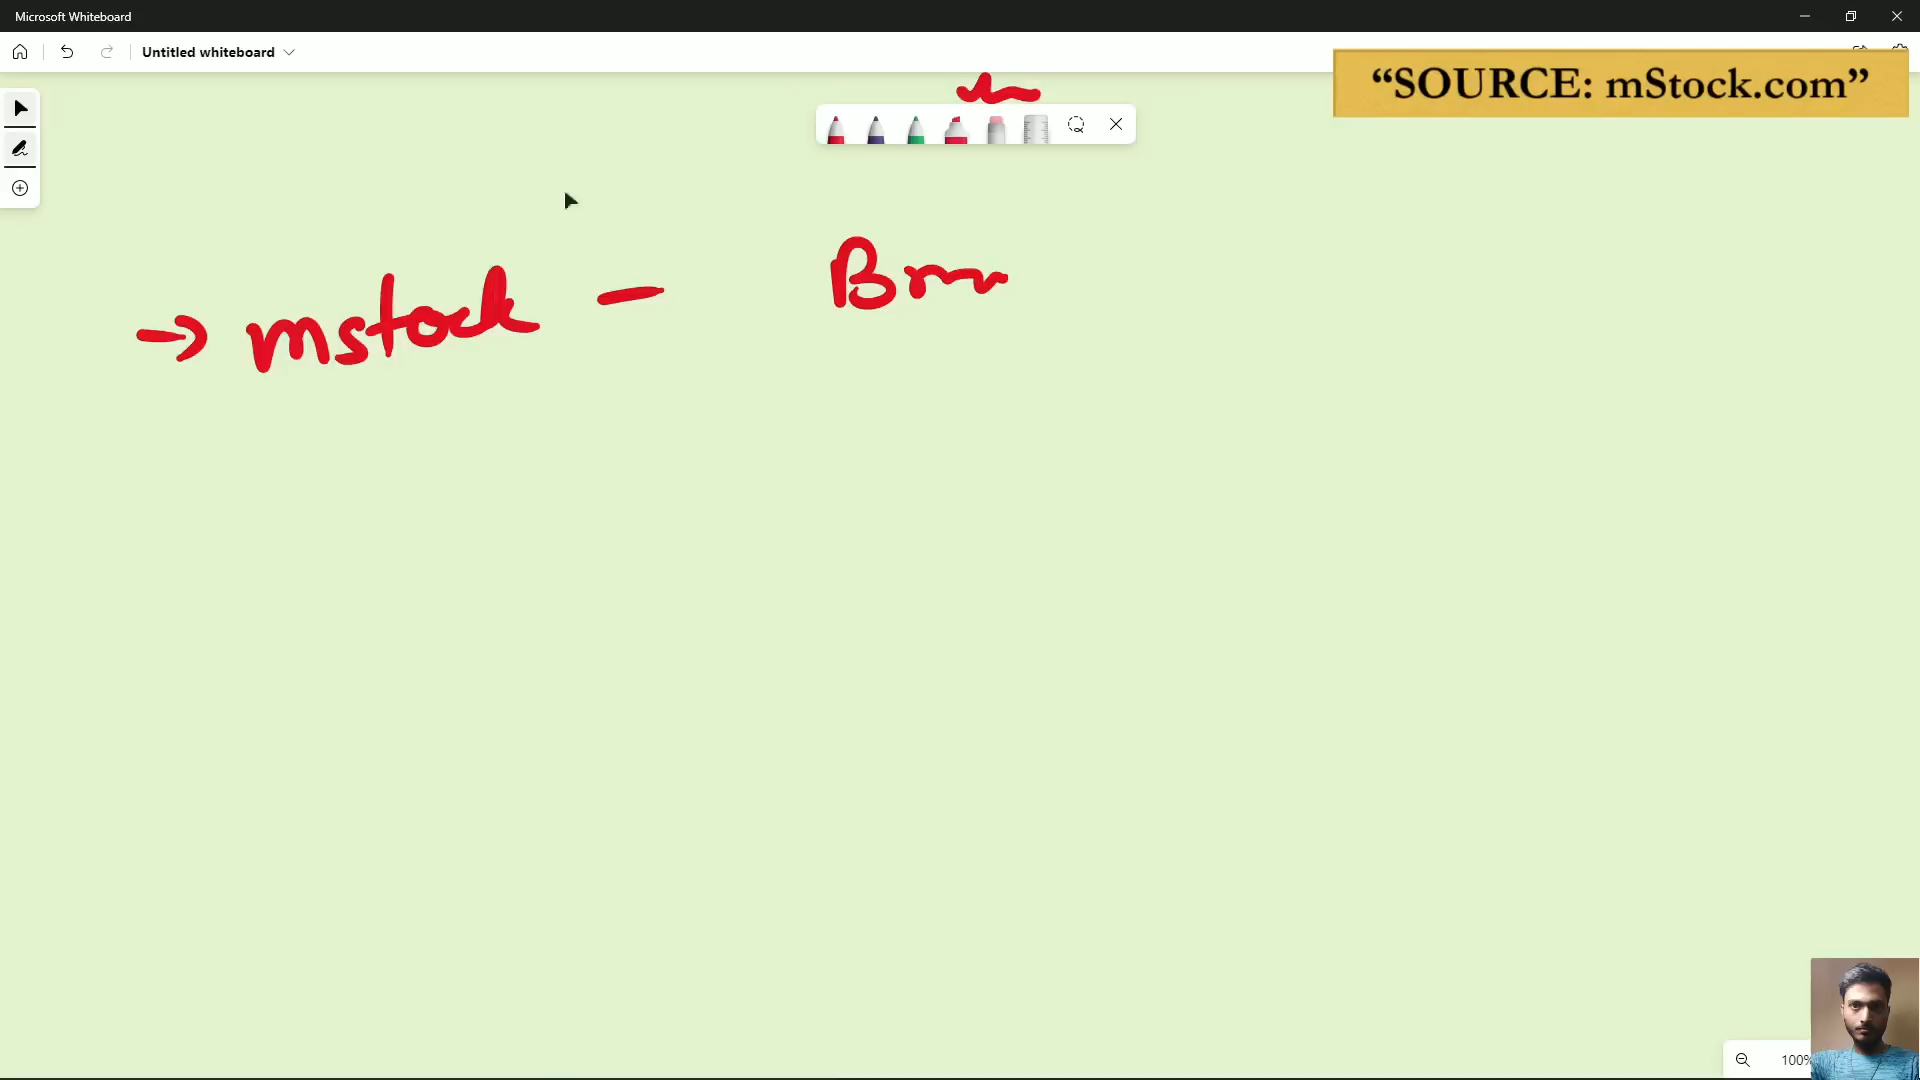 Microsoft Whiteboard
Untitled whiteboard
“SOURCE: mStock.com”
→ mstock –
100%